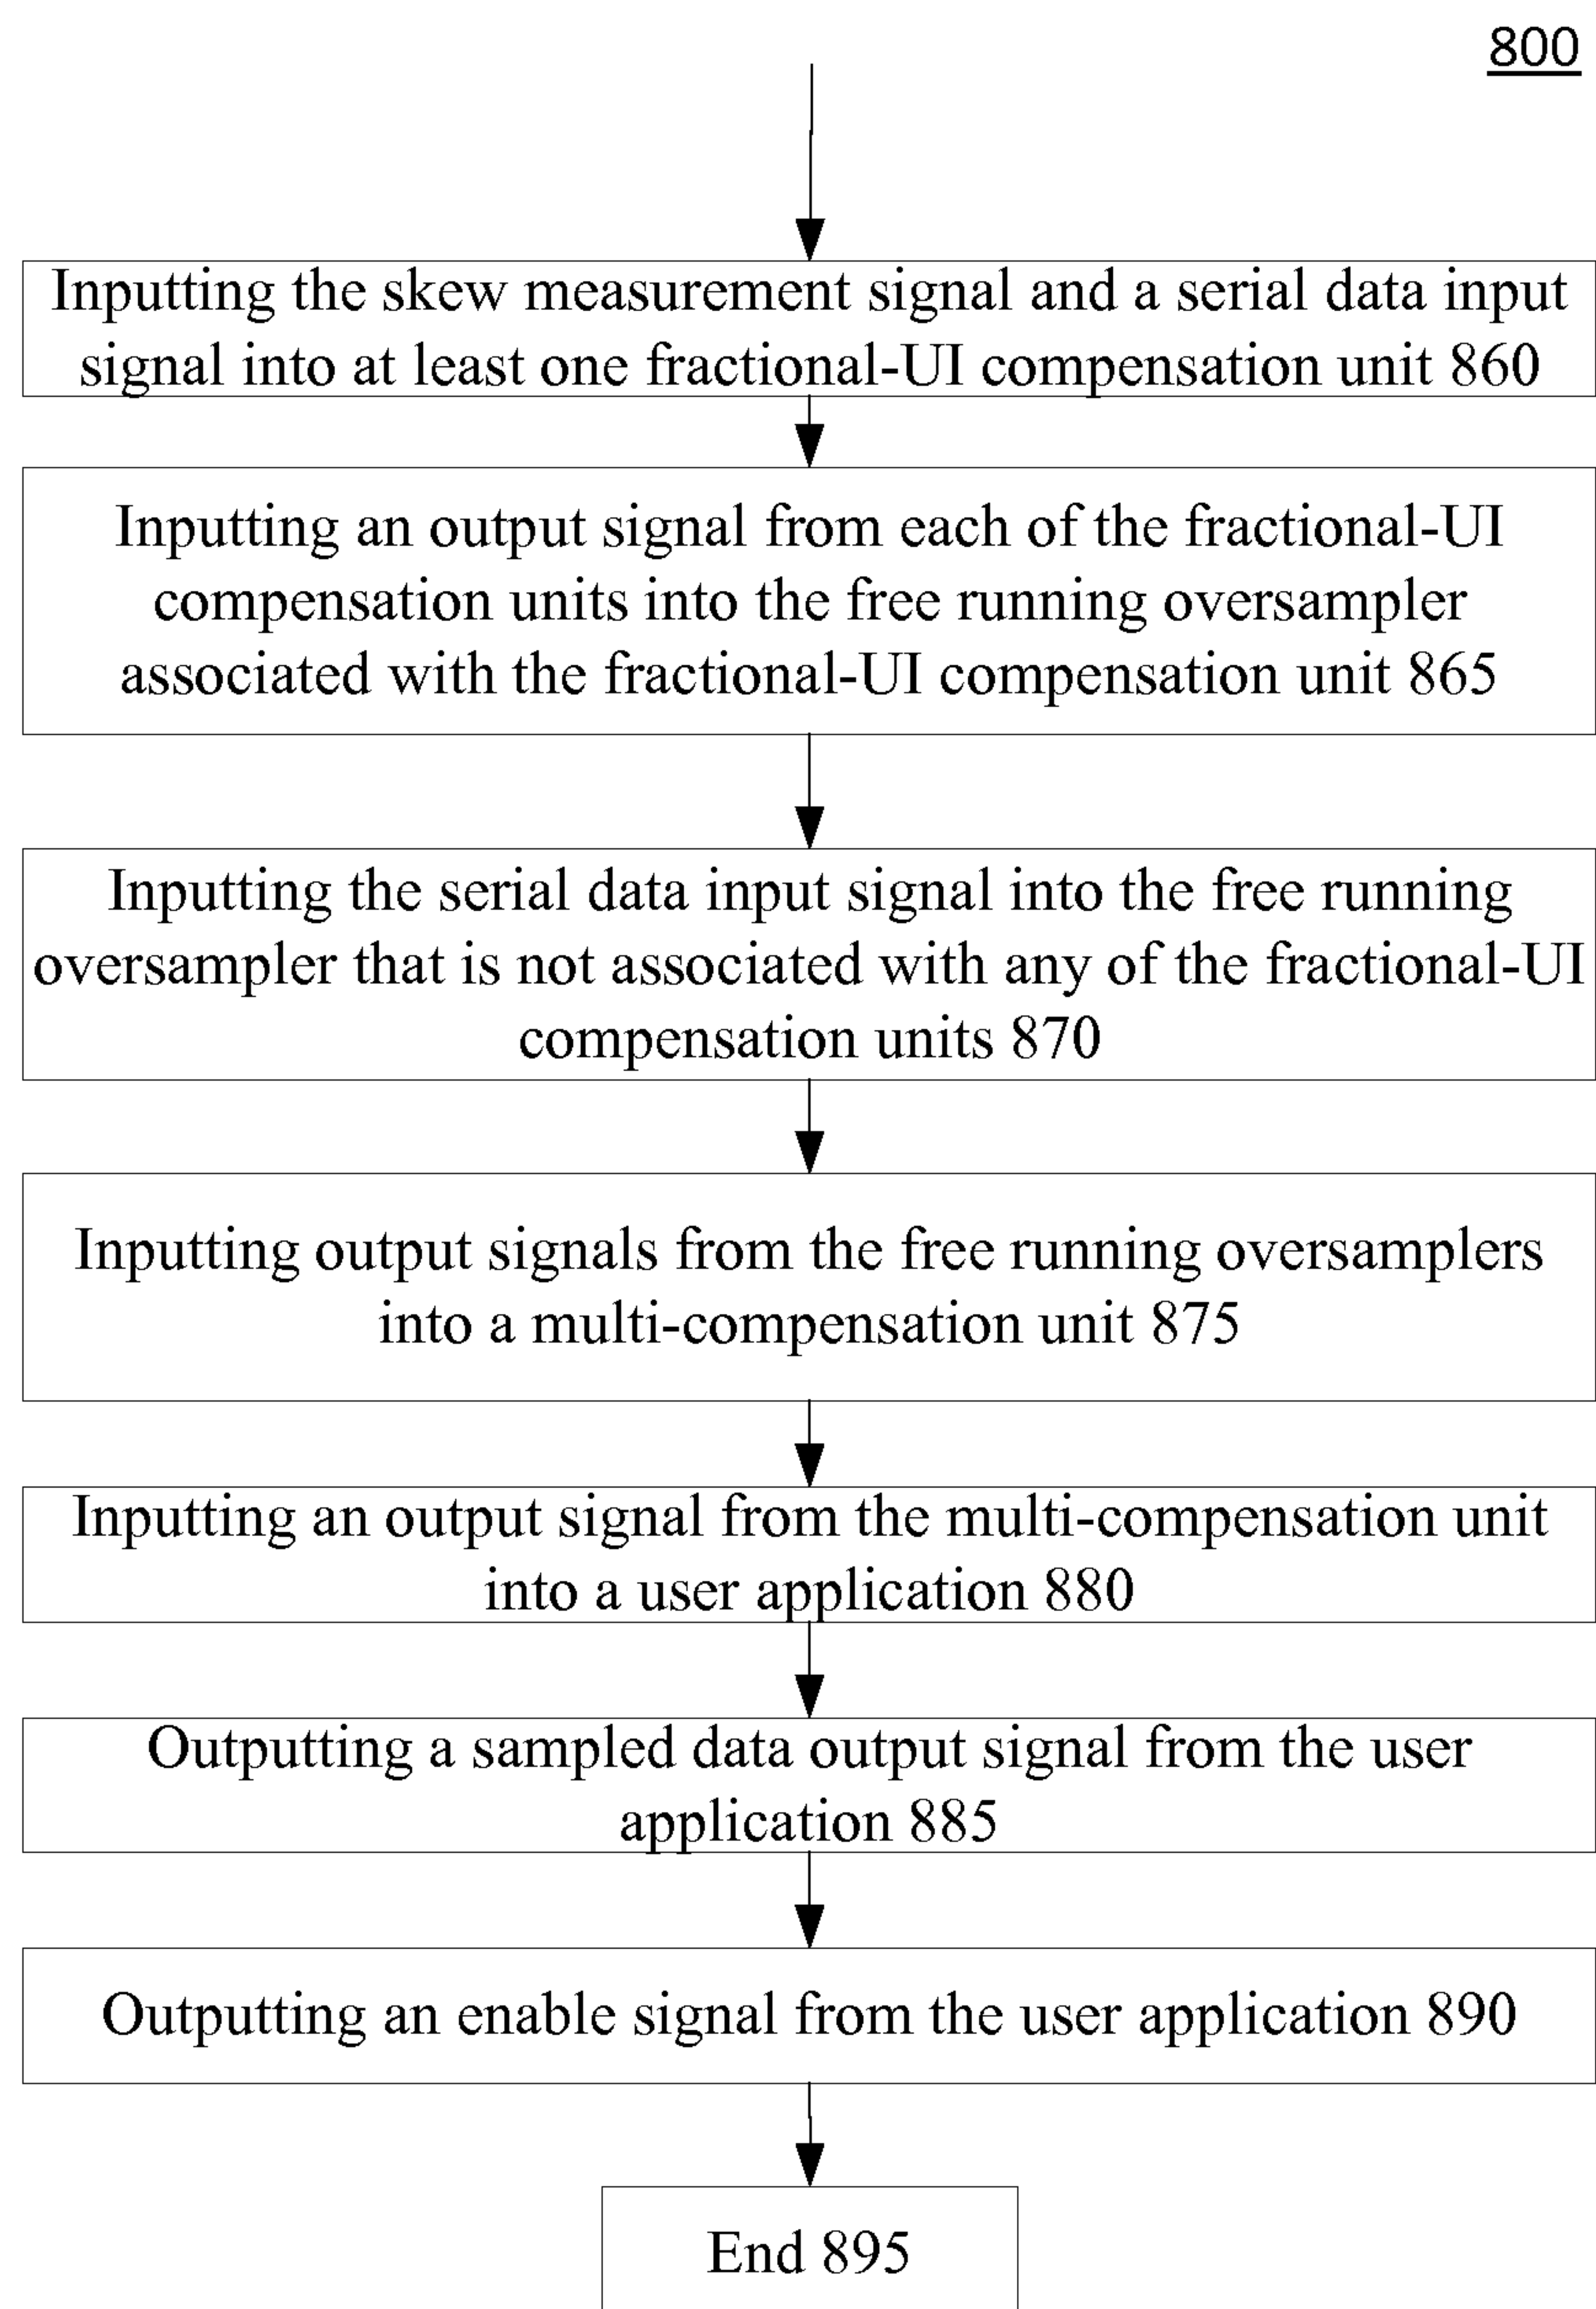 800
Inputting the skew measurement signal and a serial data input
signal into at least one fractional-UI compensation unit 860
Inputting an output signal from each of the fractional-UI
compensation units into the free running oversampler
associated with the fractional-UI compensation unit 865
Inputting the serial data input signal into the free running
oversampler that is not associated with any of the fractional-UI
compensation units 870
Inputting output signals from the free running oversamplers
into a multi-compensation unit 875
Inputting an output signal from the multi-compensation unit
into a user application 880
Outputting a sampled data output signal from the user
application 885
Outputting an enable signal from the user application 890
End 895